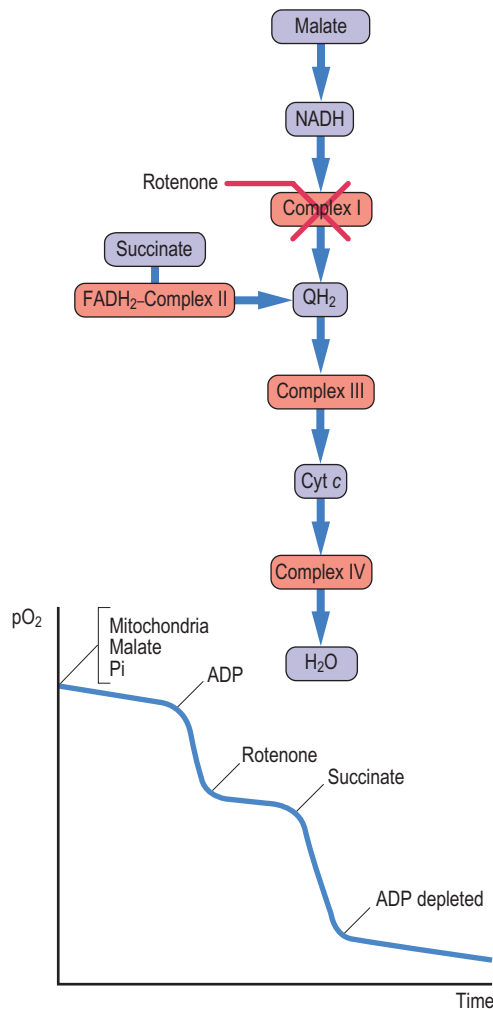 Malate
NADH
Rotenone
Complex I
Succinate
FADH₂–Complex II
QH₂
Complex III
Cyt c
Complex IV
H₂O
pO₂
Mitochondria
Malate
Pi
ADP
Rotenone
Succinate
ADP depleted
Time